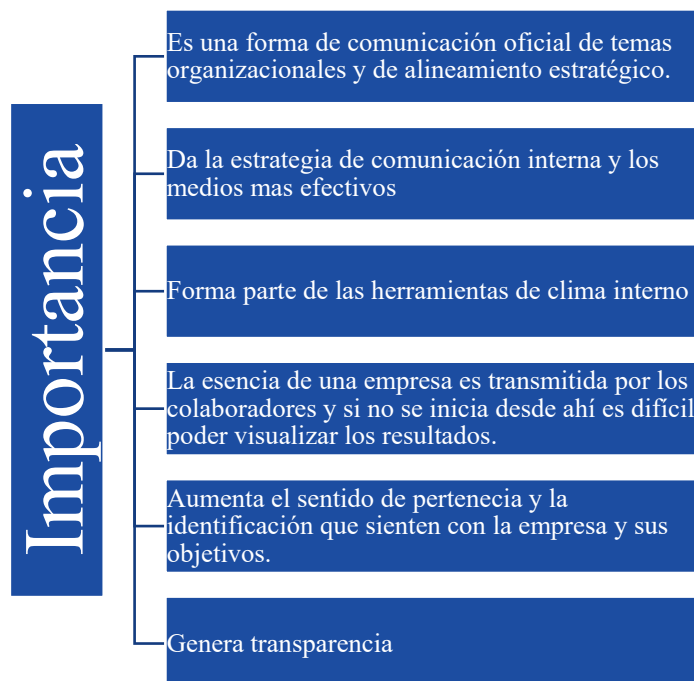 Importancia
Es una forma de comunicación oficial de temas
organizacionales y de alineamiento estratégico.
Da la estrategia de comunicación interna y los
medios mas efectivos
Forma parte de las herramientas de clima interno
La esencia de una empresa es transmitida por los
colaboradores y si no se inicia desde ahí es difícil
poder visualizar los resultados.
Aumenta el sentido de pertenecia y la
identificación que sienten con la empresa y sus
objetivos.
Genera transparencia